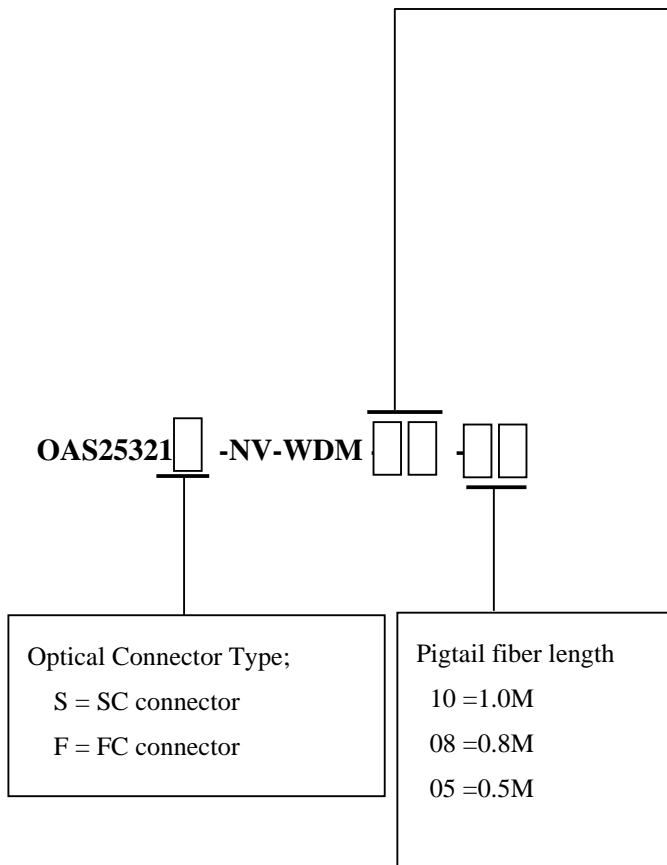 OAS25321□ -NV-WDM-□□ -□□
Optical Connector Type;
S = SC connector
F = FC connector
Pigtail fiber length
10 =1.0M
08 =0.8M
05 =0.5M